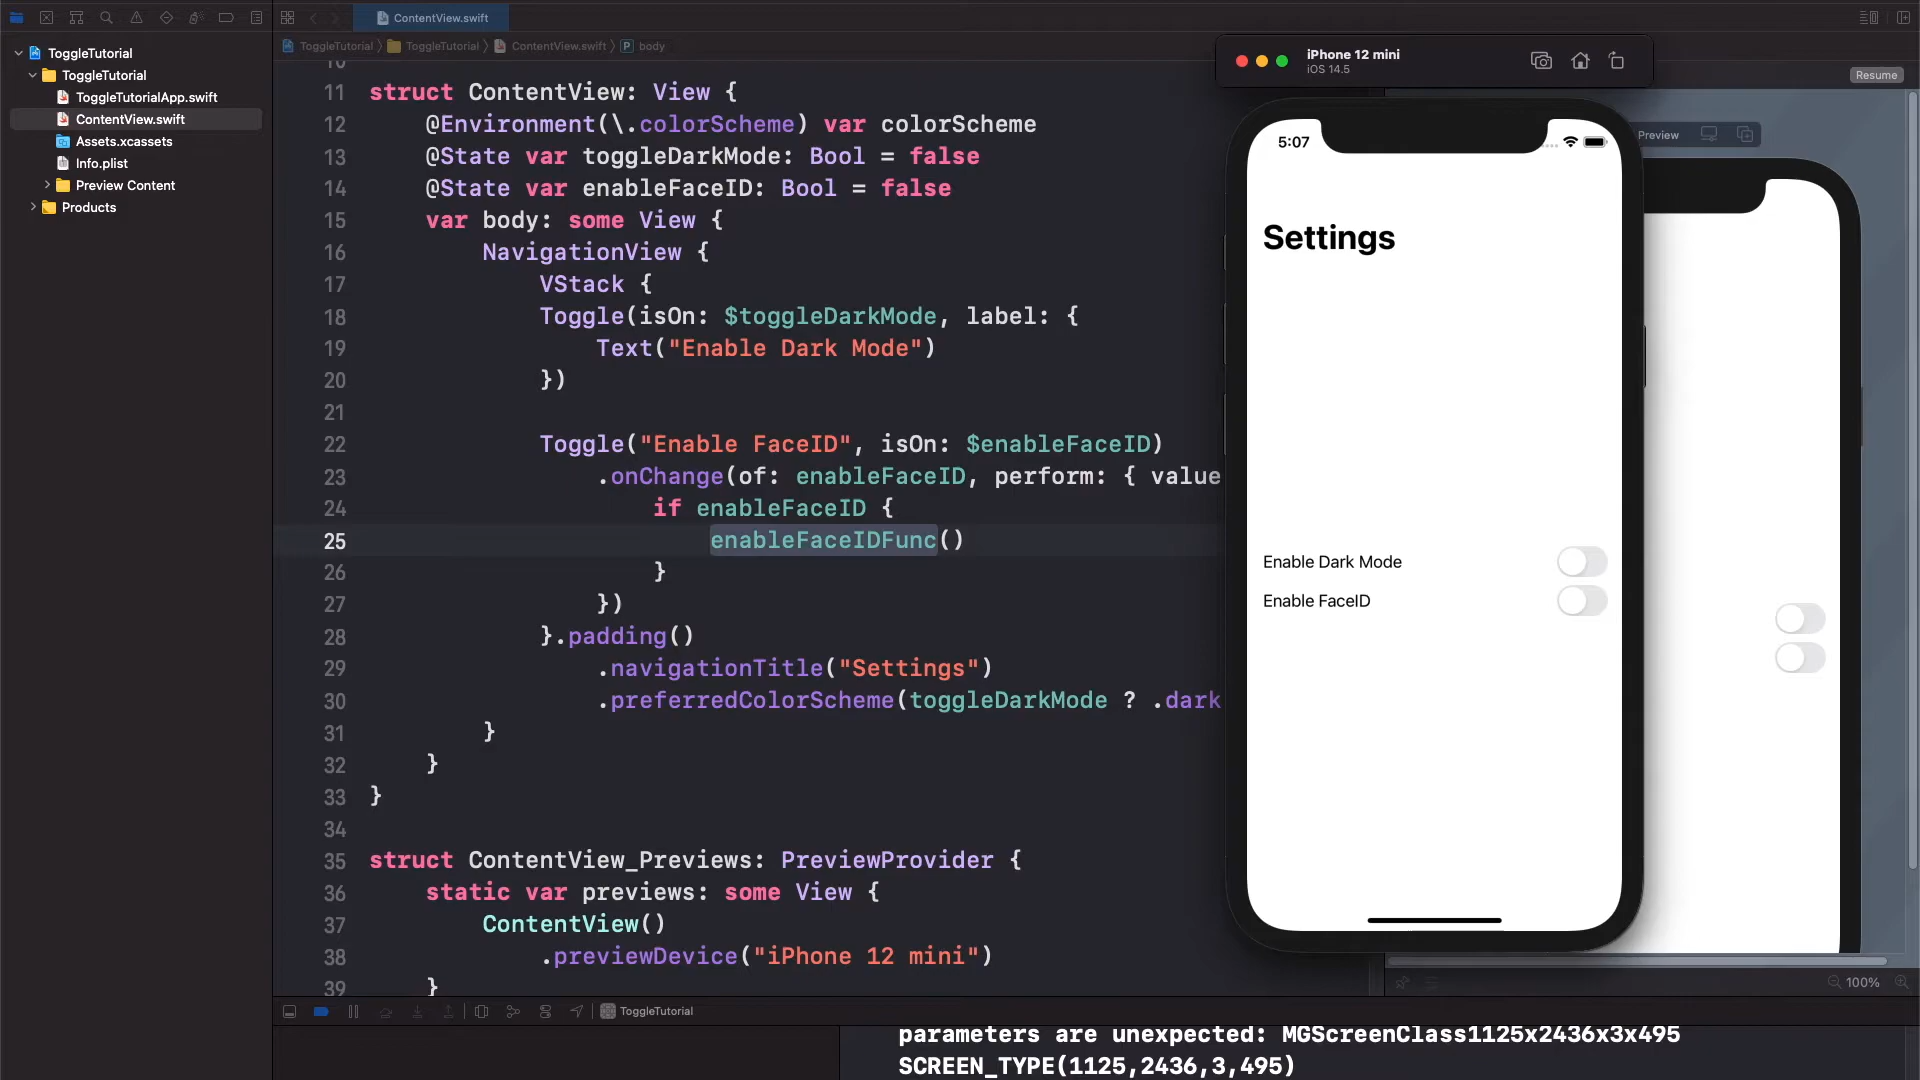 ContentView.swift
ToggleTutorial
ToggleTutorial
ToggleTutorialApp.swift
ContentView.swift
Assets.xcassets
Info.plist
Preview Content
Products
ToggleTutorial 〉 ToggleTutorial 〉 ContentView.swift 〉 P body
10
11 struct ContentView: View {
12 @Environment(\.colorScheme) var colorScheme
13 @State var toggleDarkMode: Bool = false
14 @State var enableFaceID: Bool = false
15 var body: some View {
16 NavigationView {
17 VStack {
18 Toggle(isOn: $toggleDarkMode, label: {
19 Text("Enable Dark Mode")
20 })
21
22 Toggle("Enable FaceID", isOn: $enableFaceID)
23 .onChange(of: enableFaceID, perform: { value
24 if enableFaceID {
25 enableFaceIDFunc()
26 }
27 })
28 }.padding()
29 .navigationTitle("Settings")
30 .preferredColorScheme(toggleDarkMode ? .dark
31 }
32 }
33 }
34
35 struct ContentView_Previews: PreviewProvider {
36 static var previews: some View {
37 ContentView()
38 .previewDevice("iPhone 12 mini")
39 }
iPhone 12 mini
iOS 14.5
Resume
Preview
5:07
Settings
Enable Dark Mode
Enable FaceID
100%
ToggleTutorial
parameters are unexpected: MGScreenClass1125x2436x3x495
SCREEN_TYPE(1125,2436,3,495)